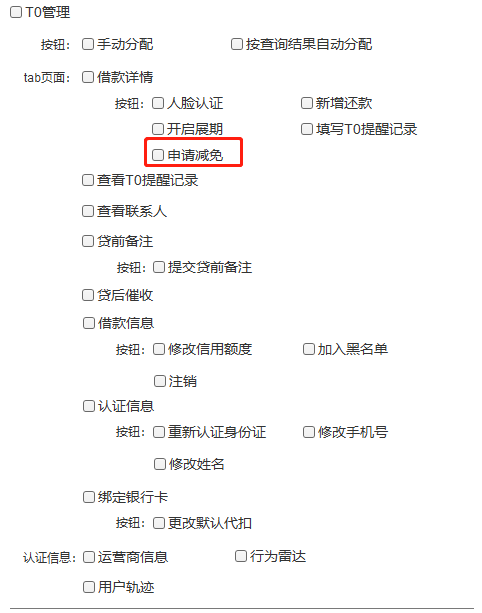 T0管理
按钮： 手动分配 按查询结果自动分配
tab页面： 借款详情
按钮： 人脸认证 新增还款
开启展期 填写T0提醒记录
申请减免
查看T0提醒记录
查看联系人
贷前备注
按钮： 提交贷前备注
贷后催收
借款信息
按钮： 修改信用额度 加入黑名单
注销
认证信息
按钮： 重新认证身份证 修改手机号
修改姓名
绑定银行卡
按钮： 更改默认代扣
认证信息： 运营商信息 行为雷达
用户轨迹